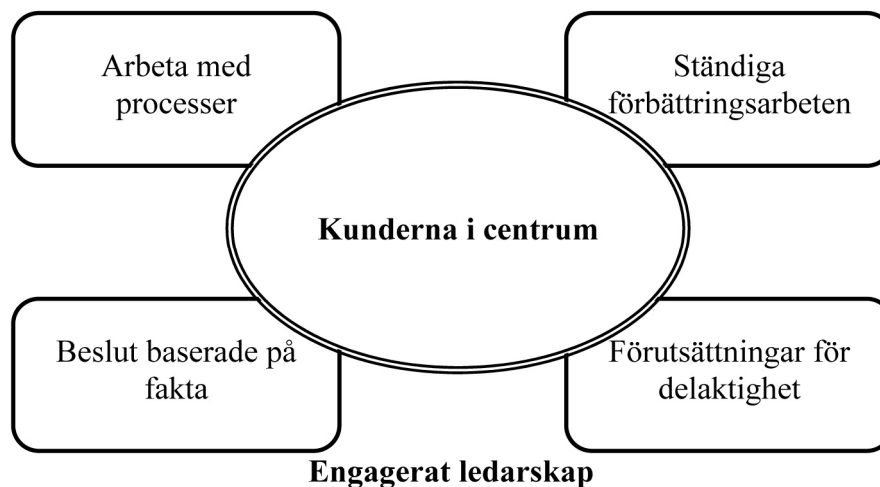 Arbeta med
processer
Ständiga
förbättringsarbeten
Kunderna i centrum
Beslut baserade på
fakta
Förutsättningar för
delaktighet
Engagerat ledarskap